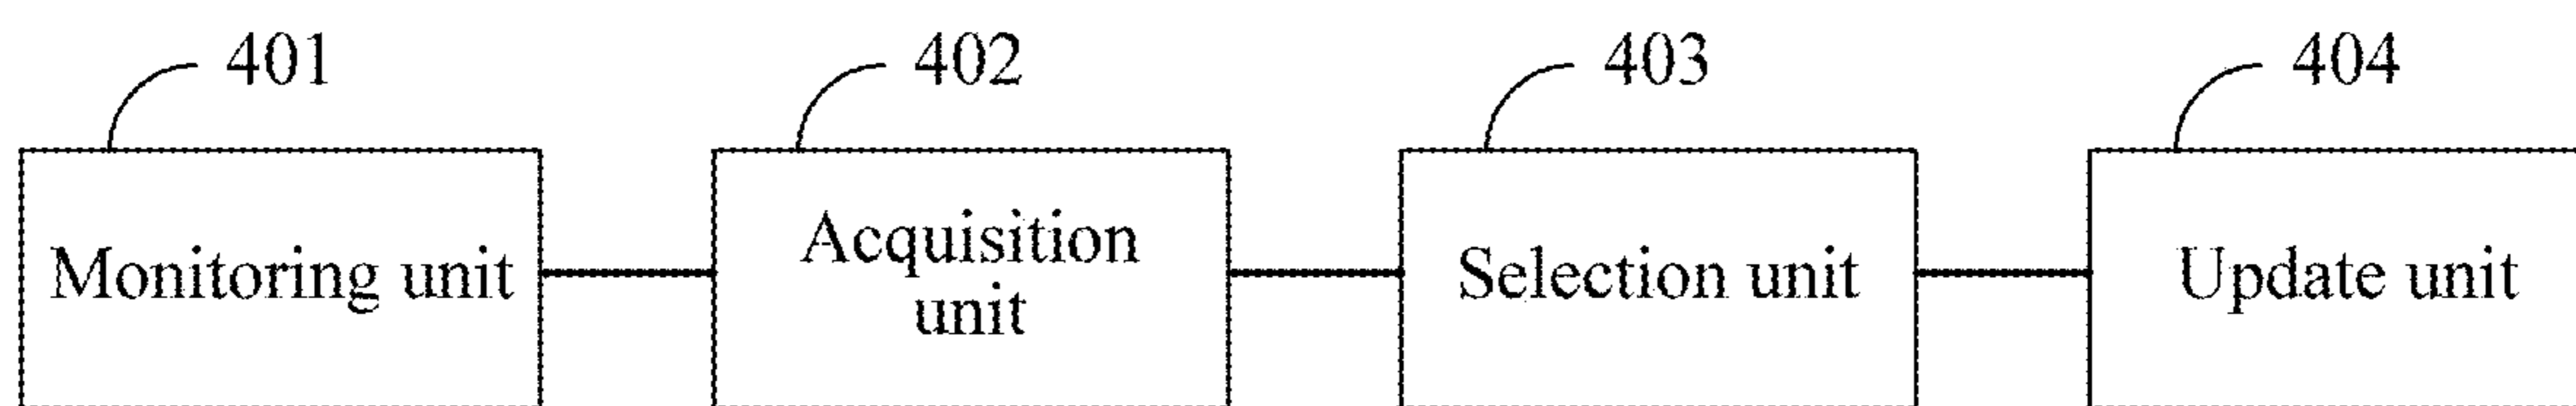 401
402
403
404
Monitoring unit
Acquisition
unit
Selection unit
Update unit